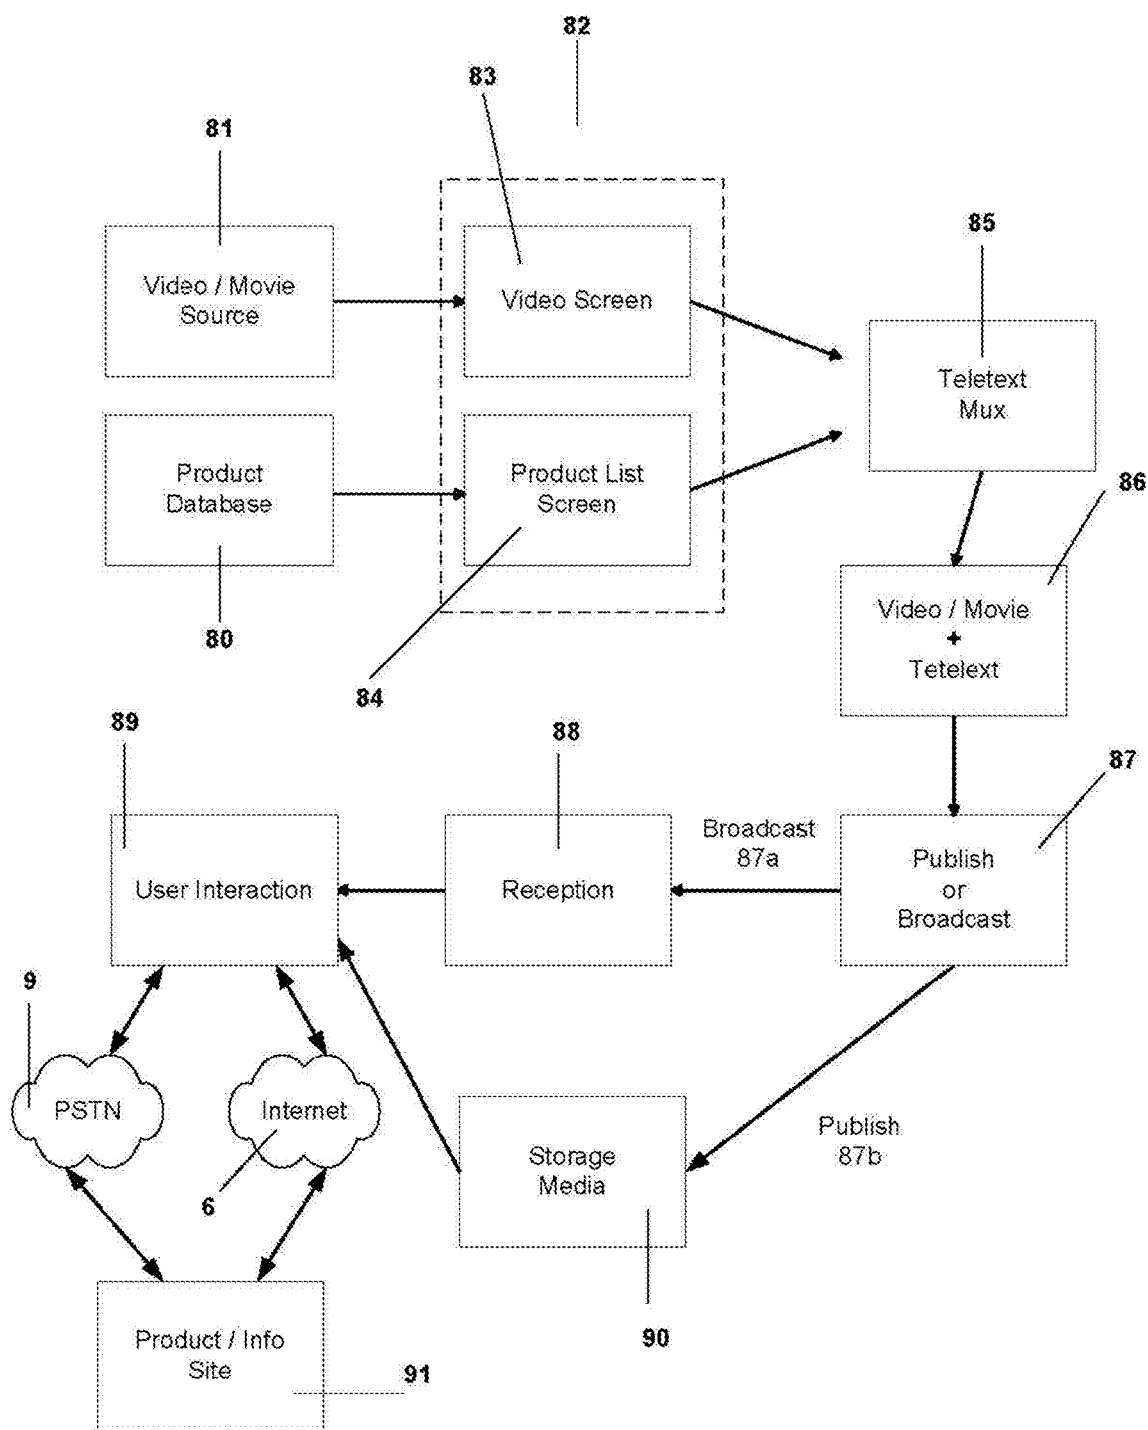 82
83
81
Video / Movie
Source
Video Screen
85
Teletext
Mux
Product
Database
Product List
Screen
86
80
84
Video / Movie
+
Tetelext
89
88
87
User Interaction
Reception
Broadcast
87a
Publish
or
Broadcast
9
PSTN
Internet
6
Storage
Media
Publish
87b
90
Product / Info
Site
91